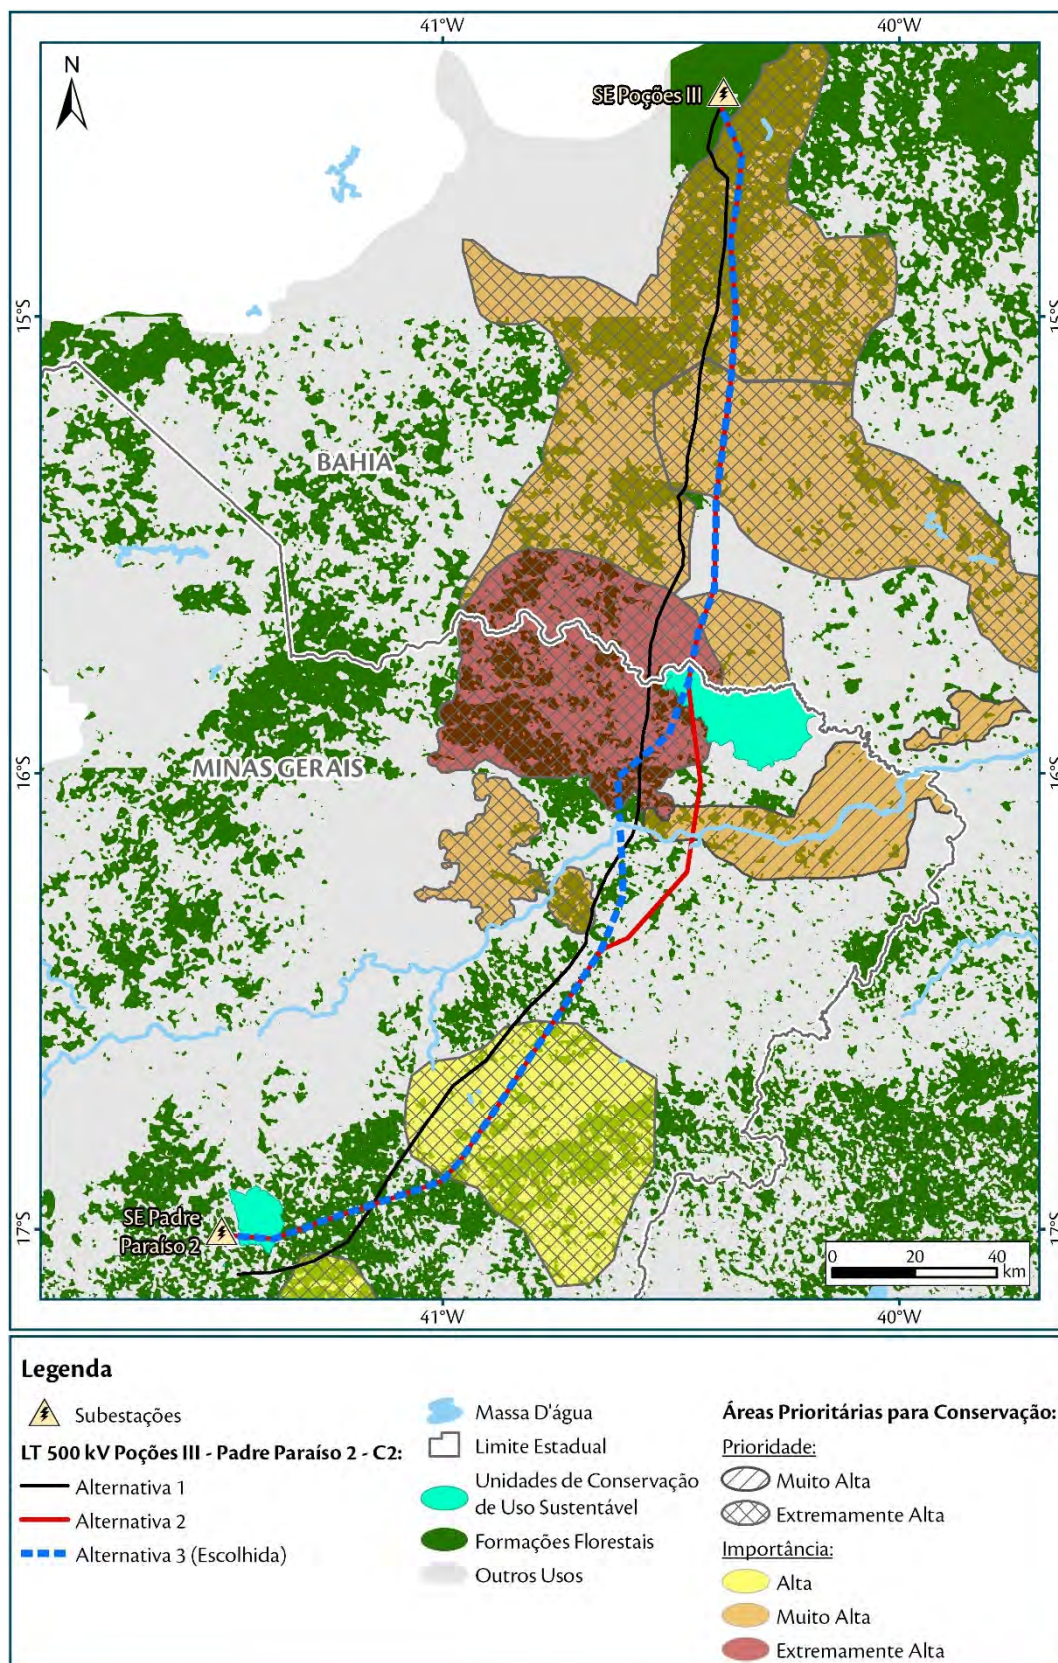 41°W
40°W
N
SE Poções III
15°S
15°S
BAHIA
MINAS GERAIS
16°S
16°S
SE Padre
Paraíso 2
17°S
17°S
0 20 40
km
41°W
40°W
Legenda
Subestações
LT 500 kV Poções III - Padre Paraíso 2 - C2:
Alternativa 1
Alternativa 2
Alternativa 3 (Escolhida)
Massa D'água
Limite Estadual
Unidades de Conservação
de Uso Sustentável
Formações Florestais
Outros Usos
Áreas Prioritárias para Conservação:
Prioridade:
Muito Alta
Extremamente Alta
Importância:
Alta
Muito Alta
Extremamente Alta